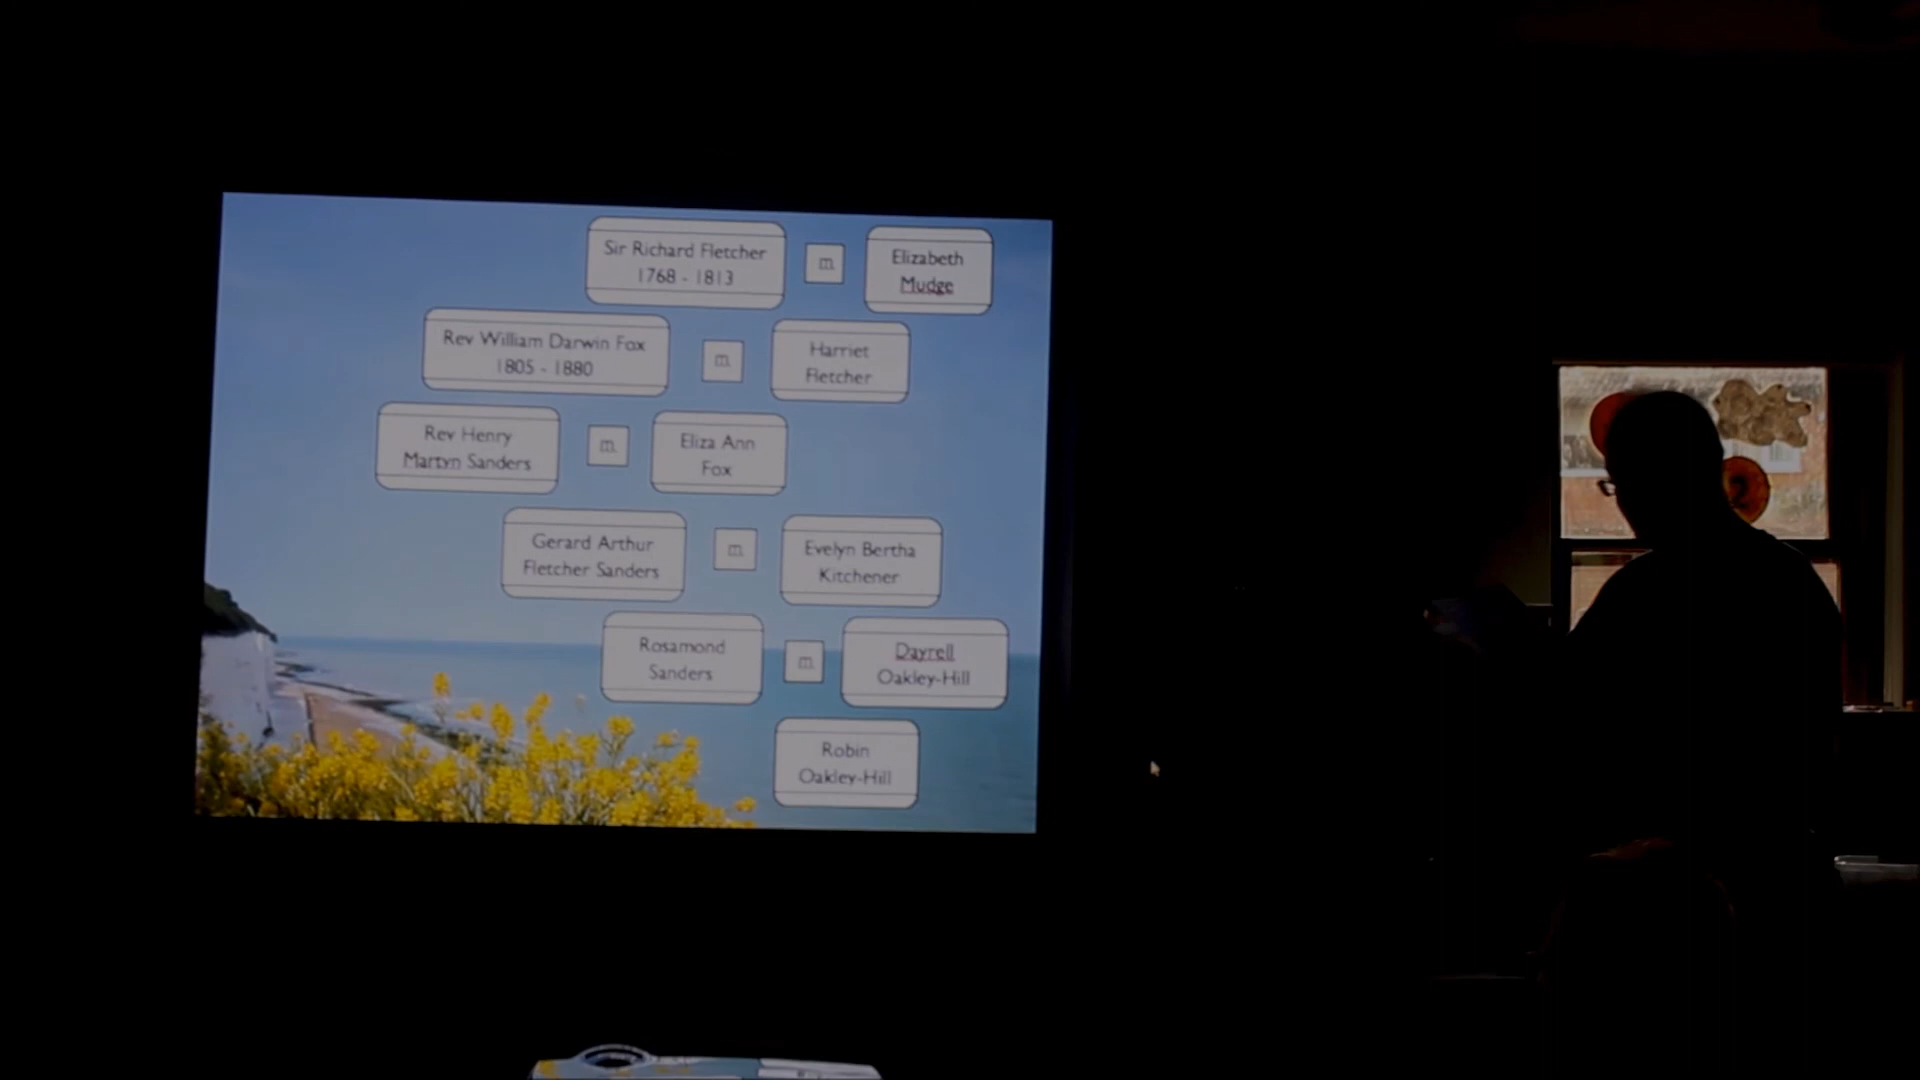 Sir Richard Fletcher
1768 - 1813
m.
Elizabeth
Mudge
Rev William Darwin Fox
1805 - 1880
m.
Harriet
Fletcher
Rev Henry
Martyn Sanders
m.
Eliza Ann
Fox
Gerard Arthur
Fletcher Sanders
m.
Evelyn Bertha
Kitchener
Rosamond
Sanders
m.
Dayrell
Oakley-Hill
Robin
Oakley-Hill